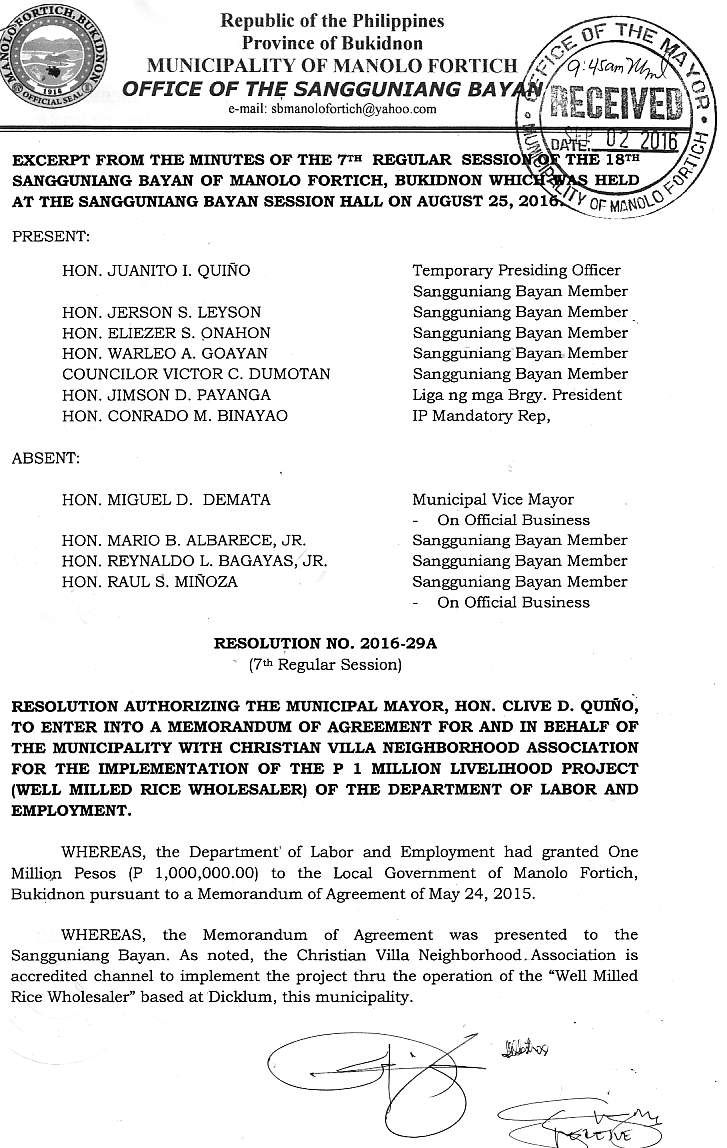 Republic of the Philippines
Province of Bukidnon
MUNICIPALITY OF MANOLO FORTICH
OFFICE OF THE SANGGUNIANG BAYAN
e-mail: sbmanolofortich@yahoo.com
MANOLO FORTICH, BUKIDNON
1916
OFFICIAL SEAL
OFFICE OF THE MAYOR
9:45am
RECEIVED
DATE: SEP 02 2016
MUNICIPALITY OF MANOLO FORTICH
EXCERPT FROM THE MINUTES OF THE 7TH REGULAR SESSION OF THE 18TH
SANGGUNIANG BAYAN OF MANOLO FORTICH, BUKIDNON WHICH WAS HELD
AT THE SANGGUNIANG BAYAN SESSION HALL ON AUGUST 25, 2016.
PRESENT:
HON. JUANITO I. QUIÑO Temporary Presiding Officer
Sangguniang Bayan Member
HON. JERSON S. LEYSON Sangguniang Bayan Member
HON. ELIEZER S. ONAHON Sangguniang Bayan Member
HON. WARLEO A. GOAYAN Sangguniang Bayan Member
COUNCILOR VICTOR C. DUMOTAN Sangguniang Bayan Member
HON. JIMSON D. PAYANGA Liga ng mga Brgy. President
HON. CONRADO M. BINAYAO IP Mandatory Rep,
ABSENT:
HON. MIGUEL D. DEMATA Municipal Vice Mayor
- On Official Business
HON. MARIO B. ALBARECE, JR. Sangguniang Bayan Member
HON. REYNALDO L. BAGAYAS, JR. Sangguniang Bayan Member
HON. RAUL S. MIÑOZA Sangguniang Bayan Member
- On Official Business
RESOLUTION NO. 2016-29A
(7th Regular Session)
RESOLUTION AUTHORIZING THE MUNICIPAL MAYOR, HON. CLIVE D. QUIÑO,
TO ENTER INTO A MEMORANDUM OF AGREEMENT FOR AND IN BEHALF OF
THE MUNICIPALITY WITH CHRISTIAN VILLA NEIGHBORHOOD ASSOCIATION
FOR THE IMPLEMENTATION OF THE P 1 MILLION LIVELIHOOD PROJECT
(WELL MILLED RICE WHOLESALER) OF THE DEPARTMENT OF LABOR AND
EMPLOYMENT.
WHEREAS, the Department of Labor and Employment had granted One
Million Pesos (P 1,000,000.00) to the Local Government of Manolo Fortich,
Bukidnon pursuant to a Memorandum of Agreement of May 24, 2015.
WHEREAS, the Memorandum of Agreement was presented to the
Sangguniang Bayan. As noted, the Christian Villa Neighborhood Association is
accredited channel to implement the project thru the operation of the “Well Milled
Rice Wholesaler” based at Dicklum, this municipality.